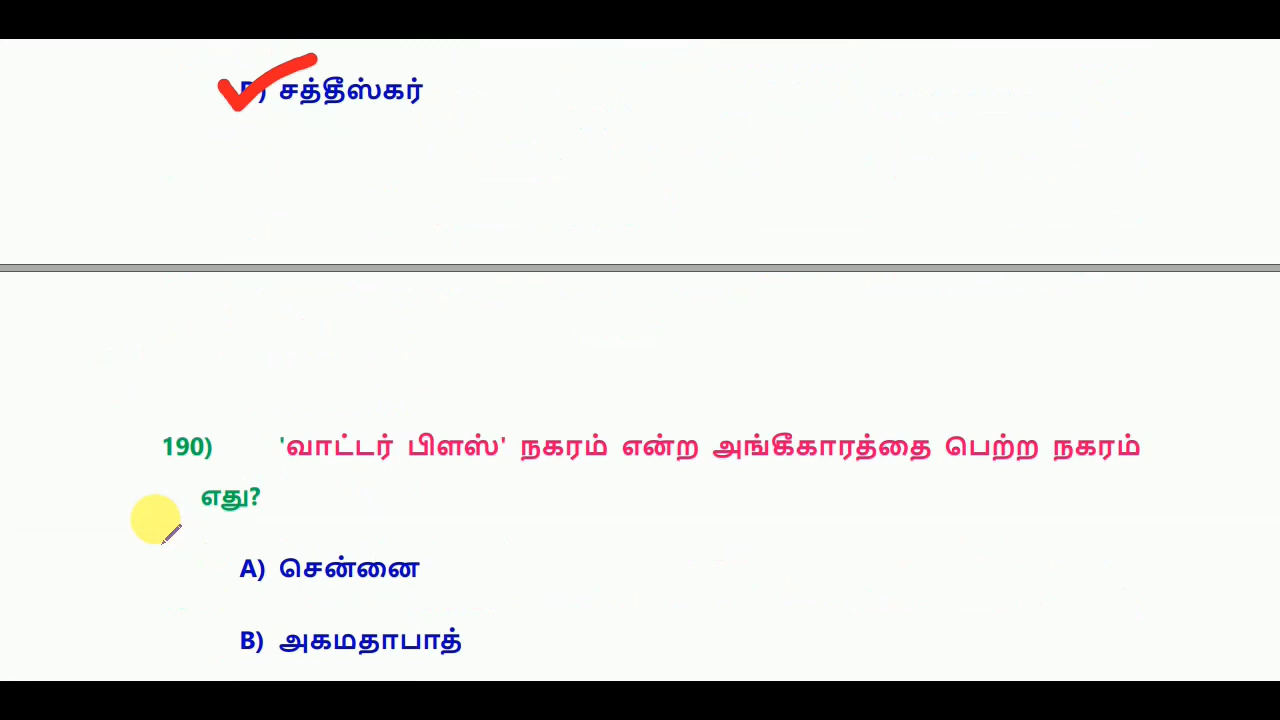 சத்தீஸ்கர்
190) 'வாட்டர் பிளஸ்' நகரம் என்ற அங்கீகாரத்தை பெற்ற நகரம்
எது?
A) சென்னை
B) அகமதாபாத்